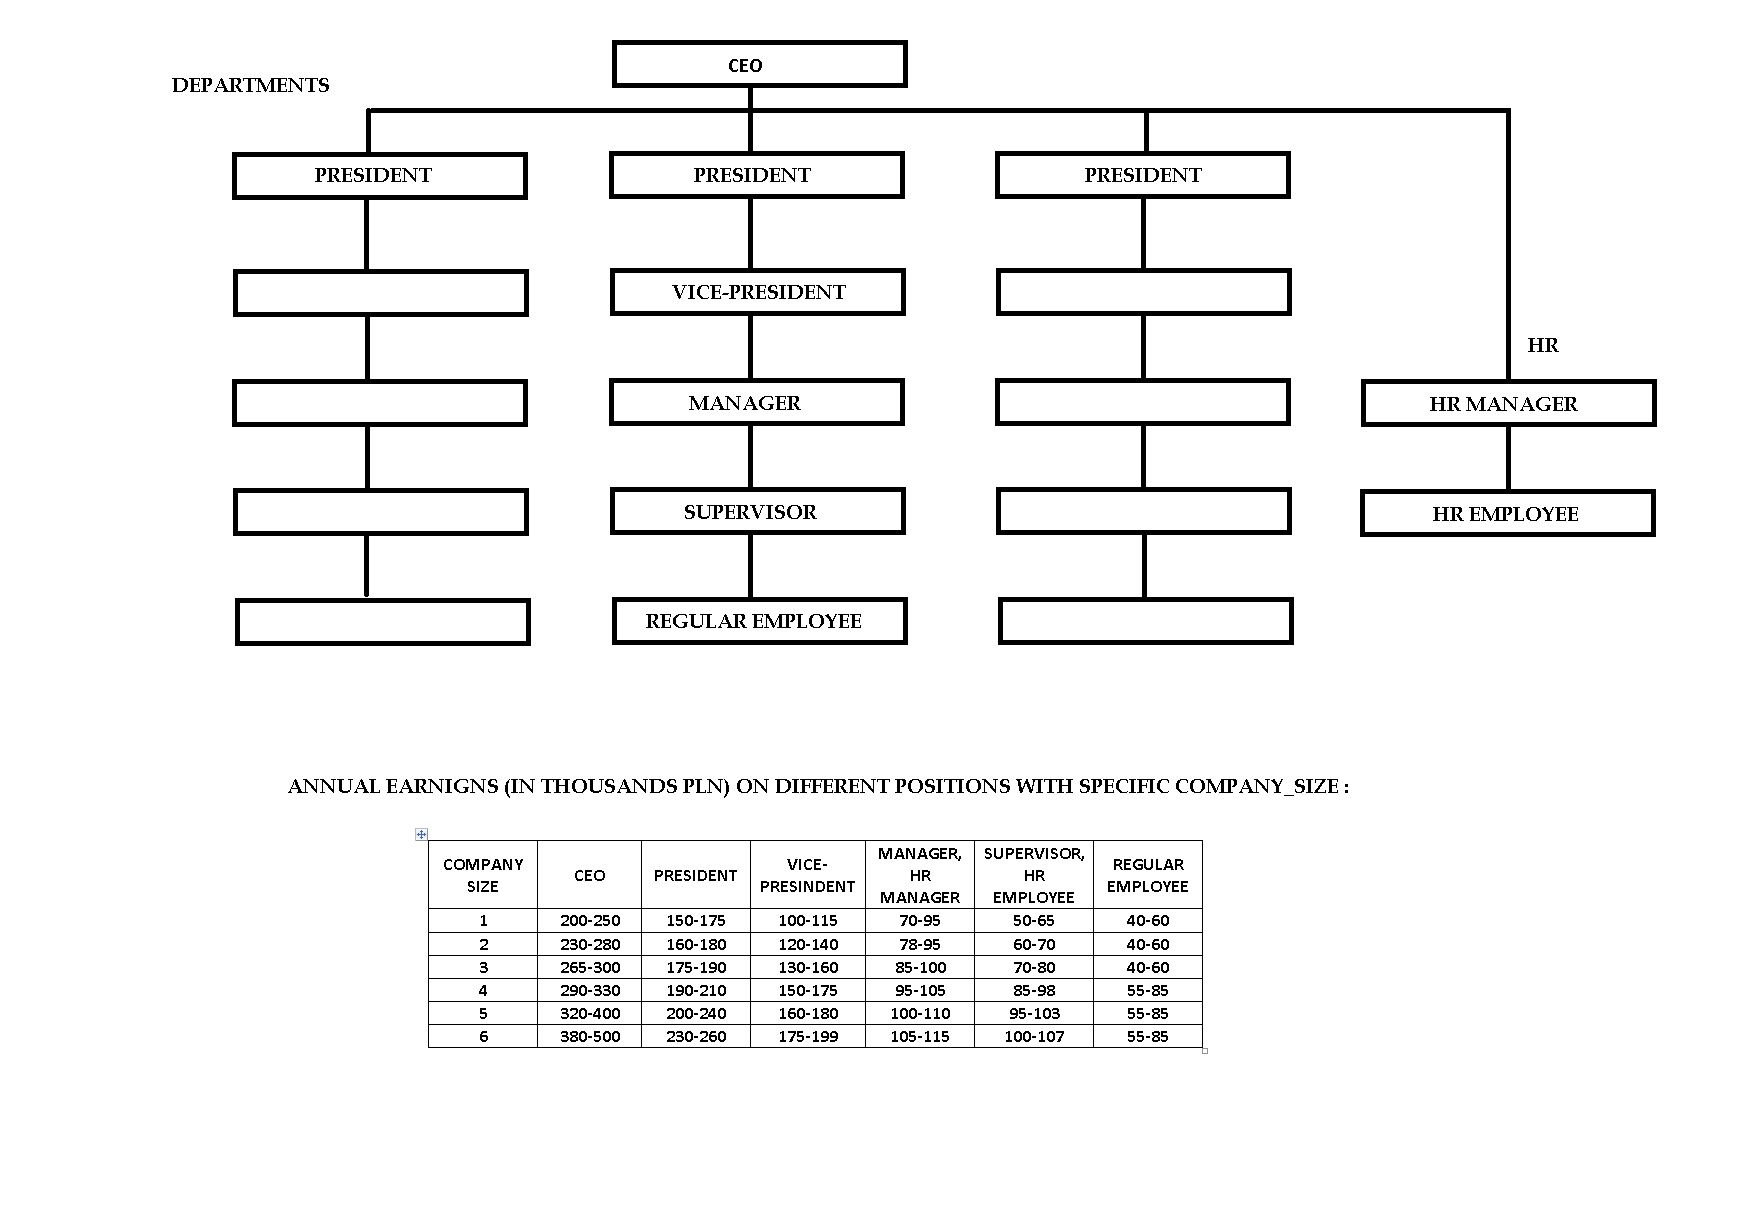 CEO
DEPARTMENTS
PRESIDENT PRESIDENT PRESIDENT
VICE-PRESIDENT
HR
MANAGER HR MANAGER
SUPERVISOR HR EMPLOYEE
REGULAR EMPLOYEE
ANNUAL EARNIGNS (IN THOUSANDS PLN) ON DIFFERENT POSITIONS WITH SPECIFIC COMPANY_SIZE :
COMPANY SIZE CEO PRESIDENT VICE-PRESINDENT MANAGER, HR MANAGER SUPERVISOR, HR EMPLOYEE REGULAR EMPLOYEE
1 200-250 150-175 100-115 70-95 50-65 40-60
2 230-280 160-180 120-140 78-95 60-70 40-60
3 265-300 175-190 130-160 85-100 70-80 40-60
4 290-330 190-210 150-175 95-105 85-98 55-85
5 320-400 200-240 160-180 100-110 95-103 55-85
6 380-500 230-260 175-199 105-115 100-107 55-85